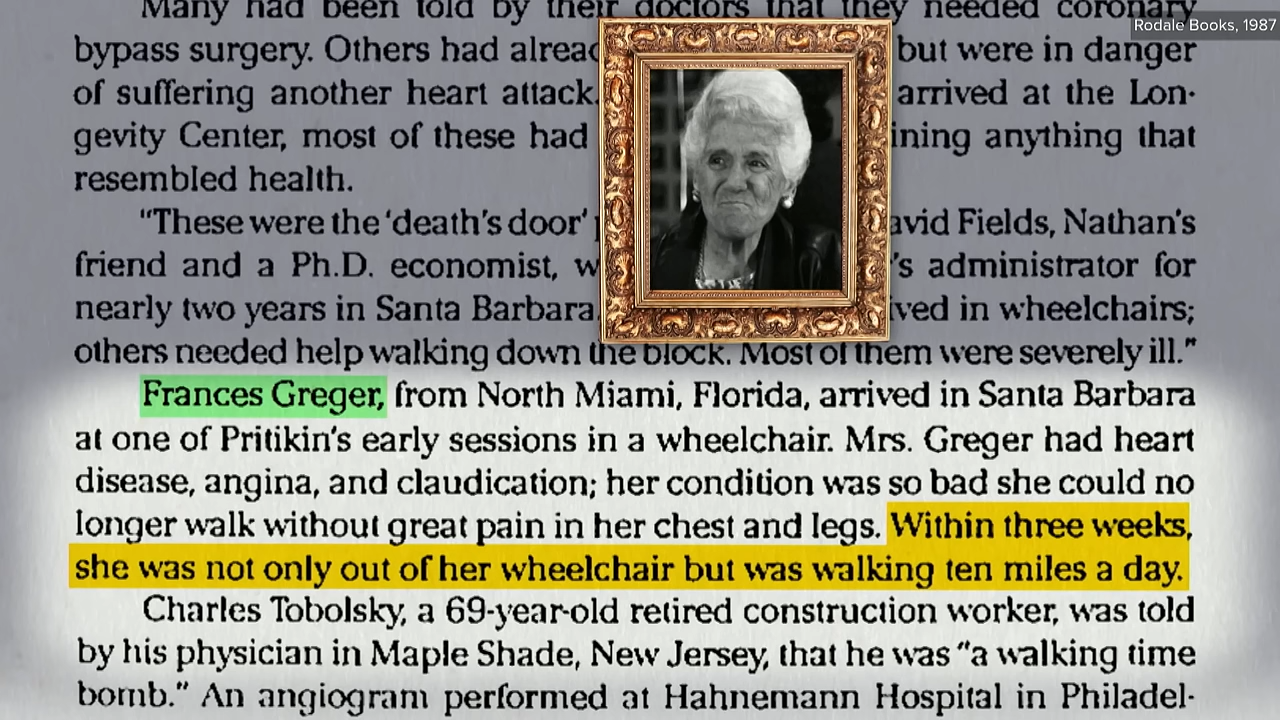 Many had been told by their doctors that they needed coronary
Rodale Books, 1987
bypass surgery. Others had alread but were in danger
of suffering another heart attack. arrived at the Lon-
gevity Center, most of these had ining anything that
resembled health.
"These were the 'death's door' avid Fields, Nathan's
friend and a Ph.D. economist, w 's administrator for
nearly two years in Santa Barbara. ived in wheelchairs;
others needed help walking down the block. Most of them were severely ill."
Frances Greger, from North Miami, Florida, arrived in Santa Barbara
at one of Pritikin's early sessions in a wheelchair. Mrs. Greger had heart
disease, angina, and claudication; her condition was so bad she could no
longer walk without great pain in her chest and legs. Within three weeks,
she was not only out of her wheelchair but was walking ten miles a day.
Charles Tobolsky, a 69-year-old retired construction worker, was told
by his physician in Maple Shade, New Jersey, that he was "a walking time
bomb." An angiogram performed at Hahnemann Hospital in Philadel-